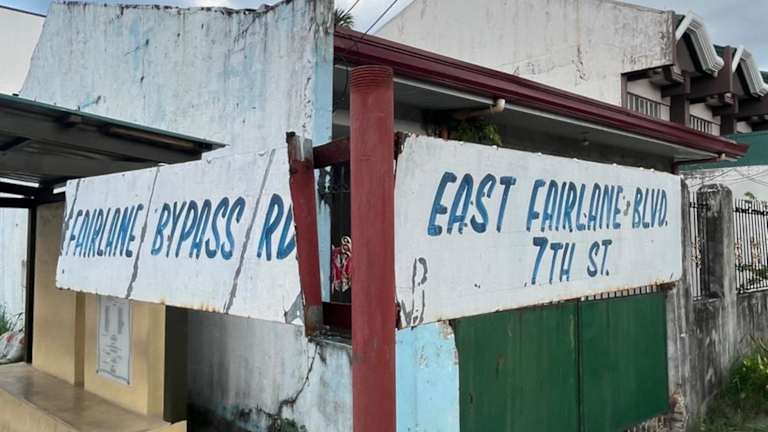 FAIRLANE BYPASS RD
EAST FAIRLANE BLVD.
7TH ST.